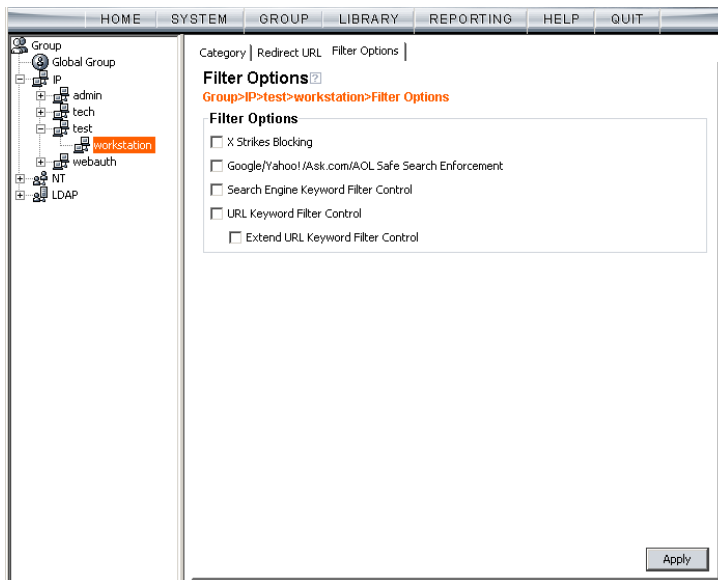 HOME SYSTEM GROUP LIBRARY REPORTING HELP QUIT
Group
Global Group
IP
admin
tech
test
workstation
webauth
NT
LDAP
Category Redirect URL Filter Options
Filter Options ?
Group>IP>test>workstation>Filter Options
Filter Options
X Strikes Blocking
Google/Yahoo!/Ask.com/AOL Safe Search Enforcement
Search Engine Keyword Filter Control
URL Keyword Filter Control
Extend URL Keyword Filter Control
Apply